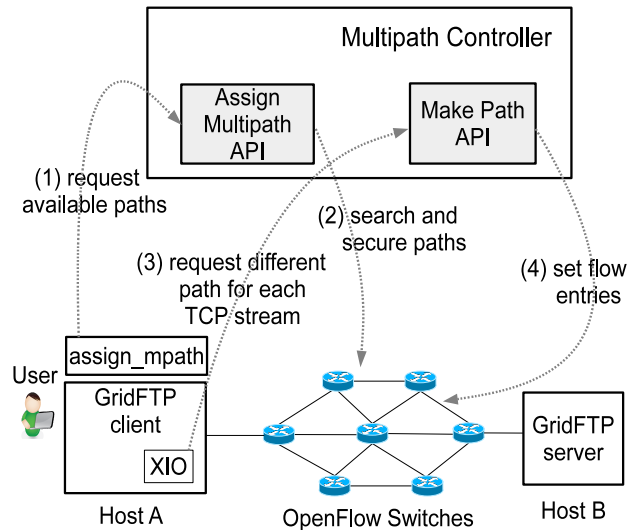 Multipath Controller
Assign
Multipath
API
Make Path
API
(1) request
available paths
(2) search and
secure paths
(3) request different
path for each
TCP stream
(4) set flow
entries
assign_mpath
User
GridFTP
client
XIO
GridFTP
server
Host A
OpenFlow Switches
Host B